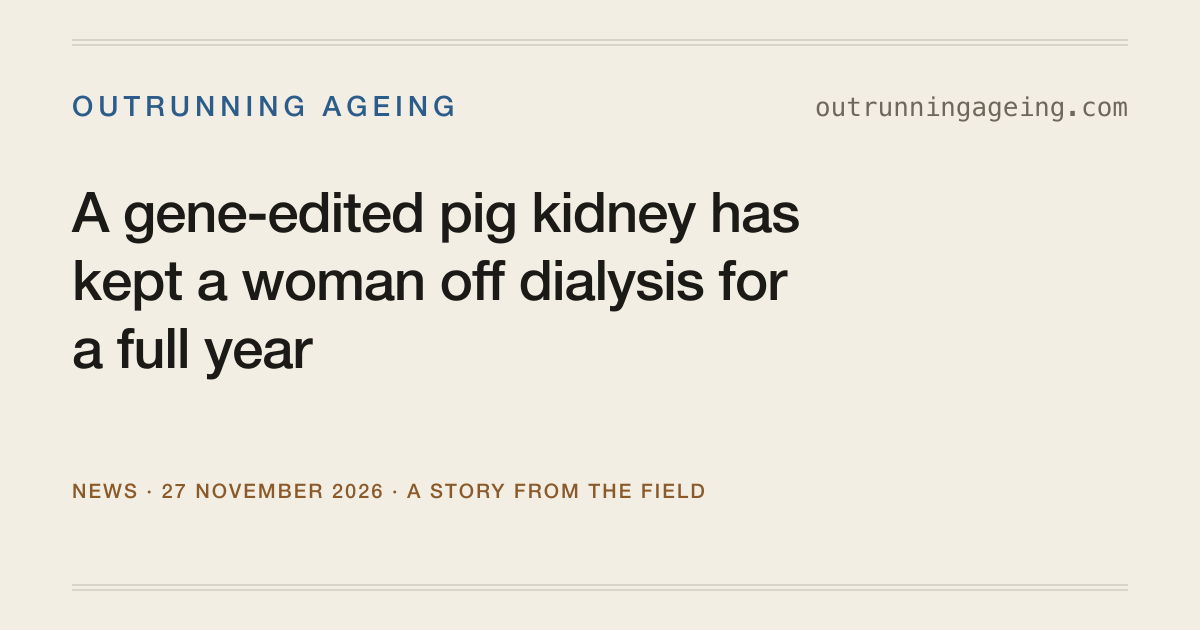 OUTRUNNING AGEING
outrunningageing.com
A gene-edited pig kidney has
kept a woman off dialysis for
a full year
NEWS · 27 NOVEMBER 2026 · A STORY FROM THE FIELD